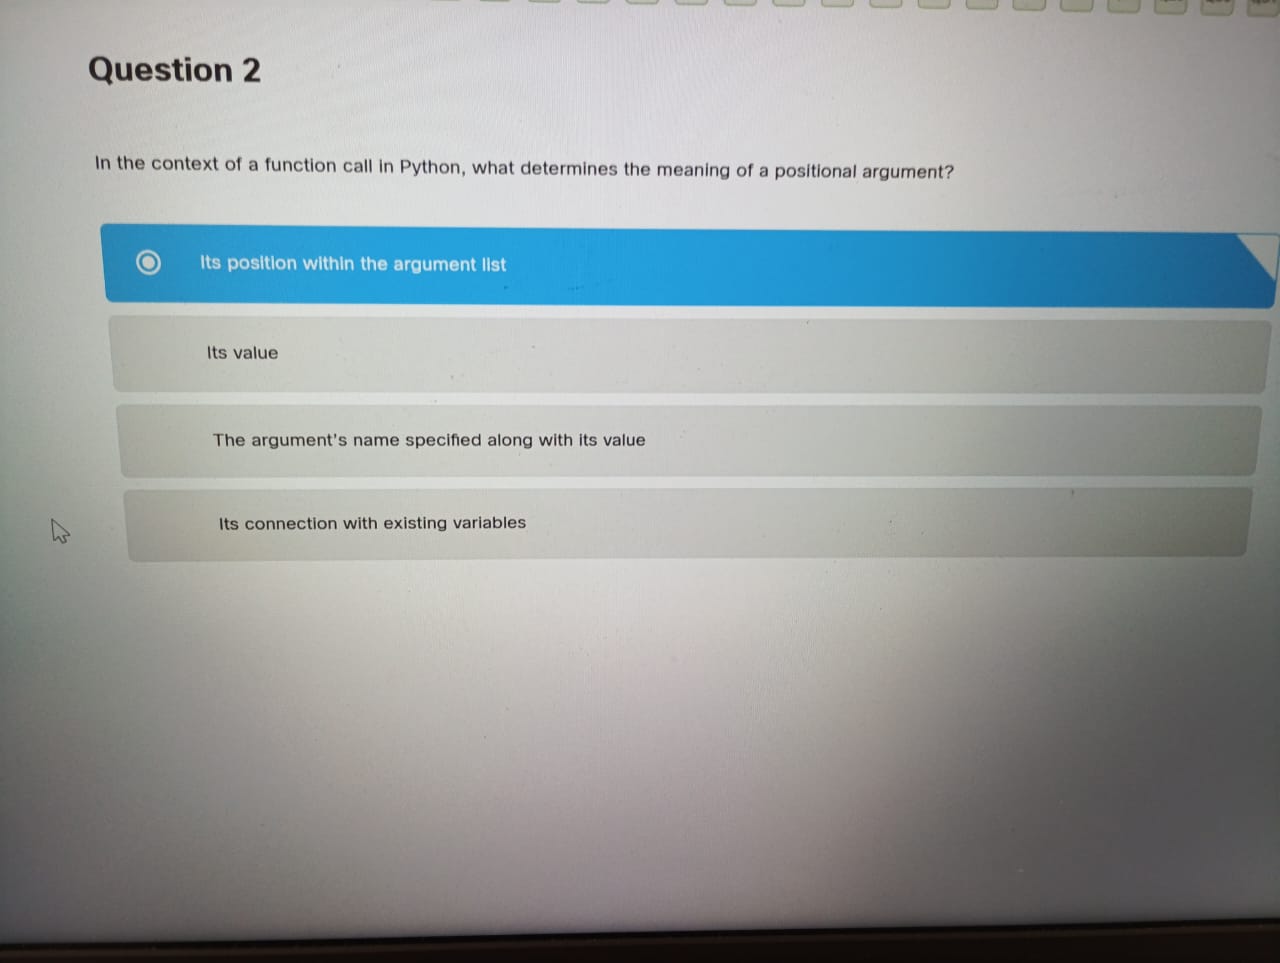 Question 2
In the context of a function call in Python, what determines the meaning of a positional argument?
Its position within the argument list
Its value
The argument's name specified along with its value
Its connection with existing variables